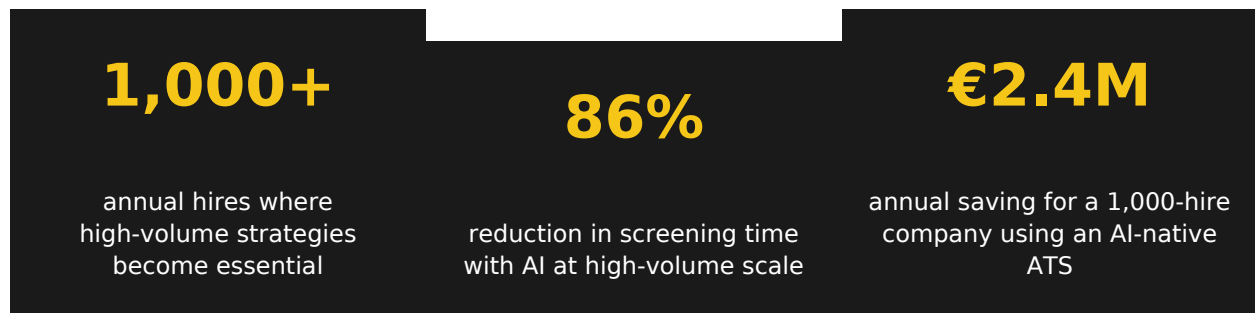 1,000+
annual hires where
high-volume strategies
become essential
86%
reduction in screening time
with AI at high-volume scale
€2.4M
annual saving for a 1,000-hire
company using an AI-native
ATS